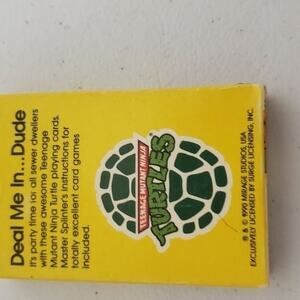 Deal Me In...Dude
It's party time for all sewer dwellers
with these awesome Teenage
Mutant Ninja Turtle playing cards.
Master Splinter's instructions for
totally excellent card games
included.
TEENAGE MUTANT NINJA
TURTLES
® & © 1990 MIRAGE STUDIOS, USA
EXCLUSIVELY LICENSED BY SURGE LICENSING, INC.